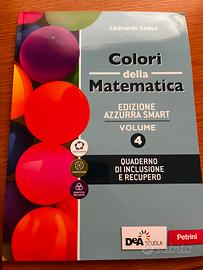 Leonardo Sasso
Colori
della
Matematica
EDIZIONE
AZZURRA SMART
VOLUME
4
QUADERNO
DI INCLUSIONE
E RECUPERO
DeA SCUOLA
Petrini